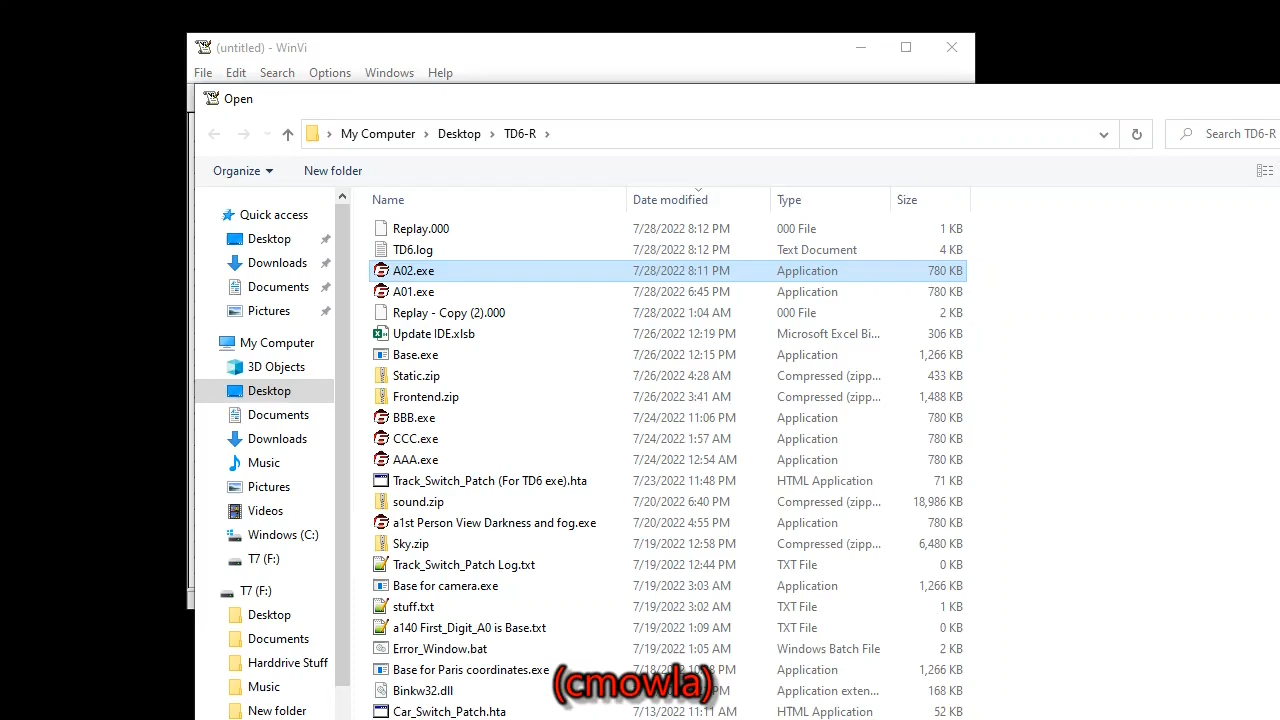 (untitled) - WinVi
File Edit Search Options Windows Help
Open
My Computer Desktop TD6-R Search TD6-R
Organize New folder
Name Date modified Type Size
Quick access
Desktop
Downloads
Documents
Pictures
My Computer
3D Objects
Desktop
Documents
Downloads
Music
Pictures
Videos
Windows (C:)
T7 (F:)
T7 (F:)
Desktop
Documents
Harddrive Stuff
Music
New folder
Replay.000 7/28/2022 8:12 PM 000 File 1 KB
TD6.log 7/28/2022 8:12 PM Text Document 4 KB
A02.exe 7/28/2022 8:11 PM Application 780 KB
A01.exe 7/28/2022 6:45 PM Application 780 KB
Replay - Copy (2).000 7/28/2022 1:04 AM 000 File 2 KB
Update IDE.xlsb 7/26/2022 12:19 PM Microsoft Excel Bi... 306 KB
Base.exe 7/26/2022 12:15 PM Application 1,266 KB
Static.zip 7/26/2022 4:28 AM Compressed (zipp... 433 KB
Frontend.zip 7/26/2022 3:41 AM Compressed (zipp... 1,488 KB
BBB.exe 7/24/2022 11:06 PM Application 780 KB
CCC.exe 7/24/2022 1:57 AM Application 780 KB
AAA.exe 7/24/2022 12:54 AM Application 780 KB
Track_Switch_Patch (For TD6 exe).hta 7/23/2022 11:48 PM HTML Application 71 KB
sound.zip 7/20/2022 6:40 PM Compressed (zipp... 18,986 KB
a1st Person View Darkness and fog.exe 7/20/2022 4:55 PM Application 780 KB
Sky.zip 7/19/2022 12:58 PM Compressed (zipp... 6,480 KB
Track_Switch_Patch Log.txt 7/19/2022 12:44 PM TXT File 0 KB
Base for camera.exe 7/19/2022 3:03 AM Application 1,266 KB
stuff.txt 7/19/2022 3:02 AM TXT File 1 KB
a140 First_Digit_A0 is Base.txt 7/19/2022 1:09 AM TXT File 0 KB
Error_Window.bat 7/19/2022 1:05 AM Windows Batch File 2 KB
Base for Paris coordinates.exe PM Application 1,266 KB
Binkw32.dll PM Application exten... 168 KB
Car_Switch_Patch.hta 7/13/2022 11:11 AM HTML Application 52 KB
(cmowla)